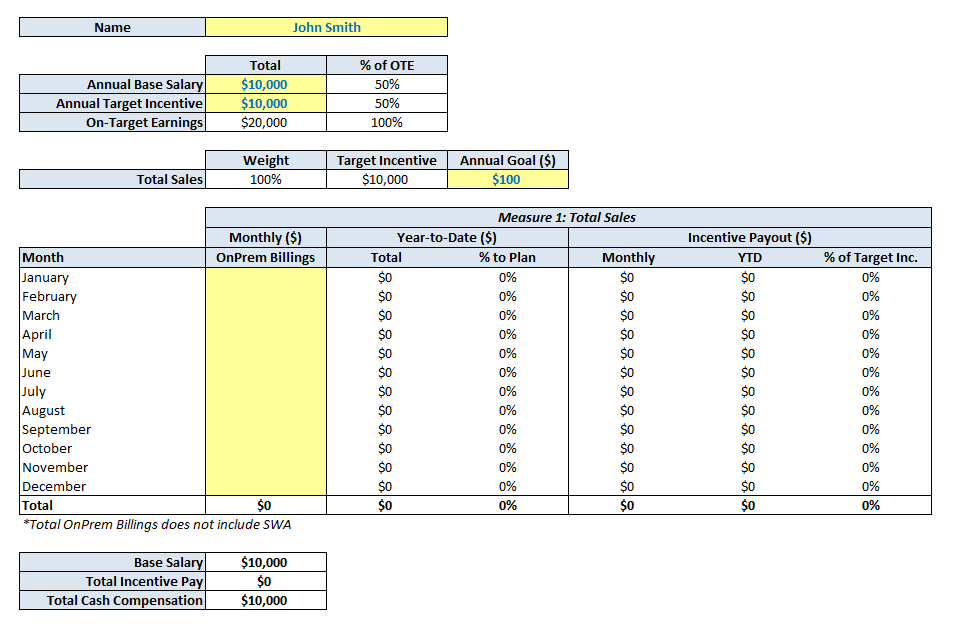 Name John Smith
Total % of OTE
Annual Base Salary $10,000 50%
Annual Target Incentive $10,000 50%
On-Target Earnings $20,000 100%
Weight Target Incentive Annual Goal ($)
Total Sales 100% $10,000 $100
Measure 1: Total Sales
Monthly ($) Year-to-Date ($) Incentive Payout ($)
Month OnPrem Billings Total % to Plan Monthly YTD % of Target Inc.
January $0 0% $0 $0 0%
February $0 0% $0 $0 0%
March $0 0% $0 $0 0%
April $0 0% $0 $0 0%
May $0 0% $0 $0 0%
June $0 0% $0 $0 0%
July $0 0% $0 $0 0%
August $0 0% $0 $0 0%
September $0 0% $0 $0 0%
October $0 0% $0 $0 0%
November $0 0% $0 $0 0%
December $0 0% $0 $0 0%
Total $0 $0 0% $0 $0 0%
*Total OnPrem Billings does not include SWA
Base Salary $10,000
Total Incentive Pay $0
Total Cash Compensation $10,000